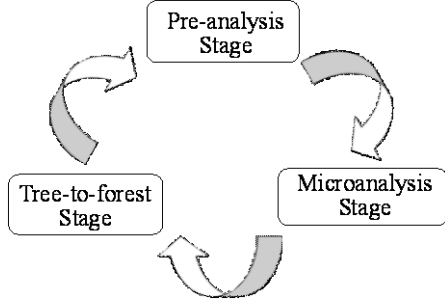 Pre-analysis
Stage
Microanalysis
Stage
Tree-to-forest
Stage